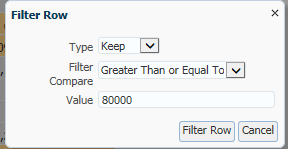 Filter Row
Type Keep
Filter Compare Greater Than or Equal To
Value 80000
Filter Row Cancel